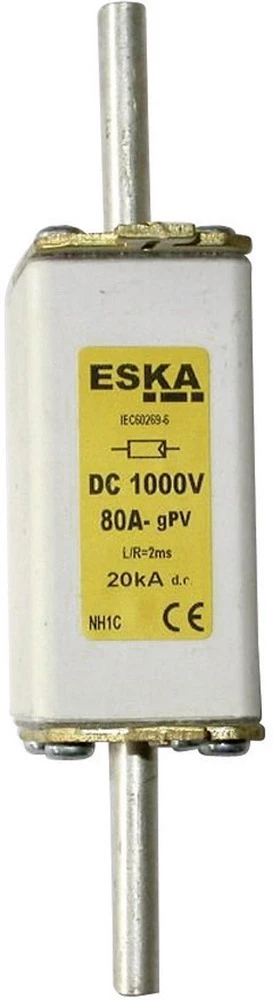 ESKA
IEC60269-6
DC 1000V
80A- gPV
L/R=2ms
20kA d.c.
NH1C CE